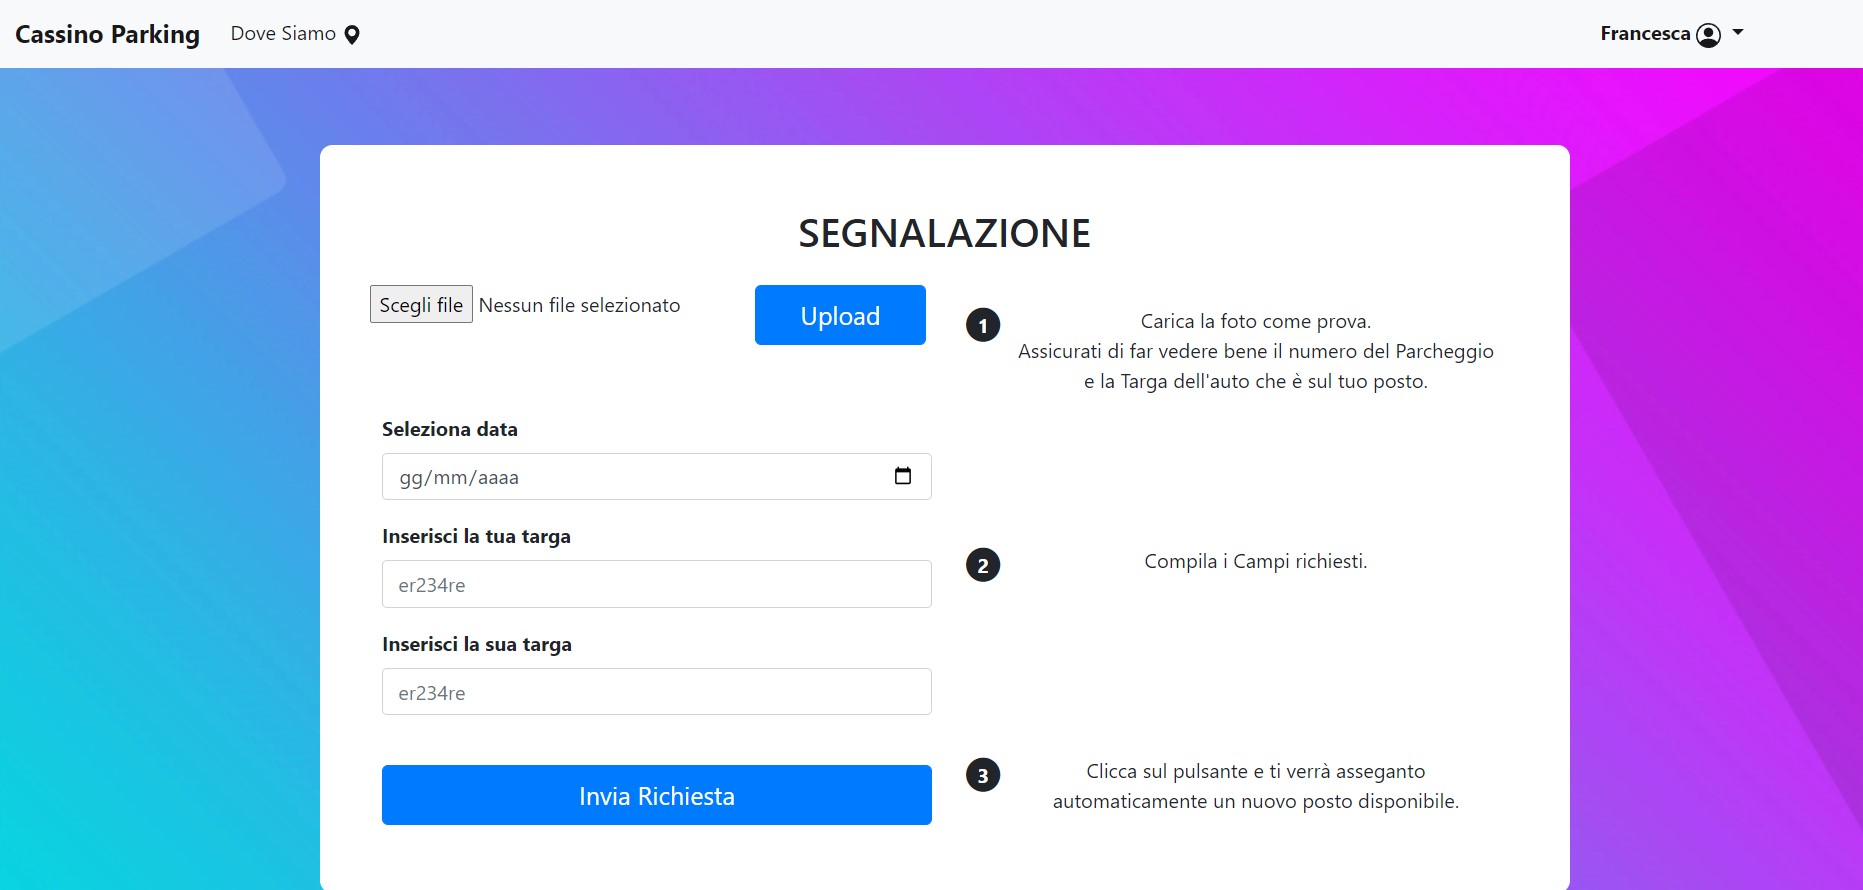 Cassino Parking Dove Siamo Francesca
SEGNALAZIONE
Scegli file Nessun file selezionato Upload
1 Carica la foto come prova.
Assicurati di far vedere bene il numero del Parcheggio
e la Targa dell'auto che è sul tuo posto.
Seleziona data
gg/mm/aaaa
Inserisci la tua targa
er234re
2 Compila i Campi richiesti.
Inserisci la sua targa
er234re
Invia Richiesta
3 Clicca sul pulsante e ti verrà asseganto
automaticamente un nuovo posto disponibile.